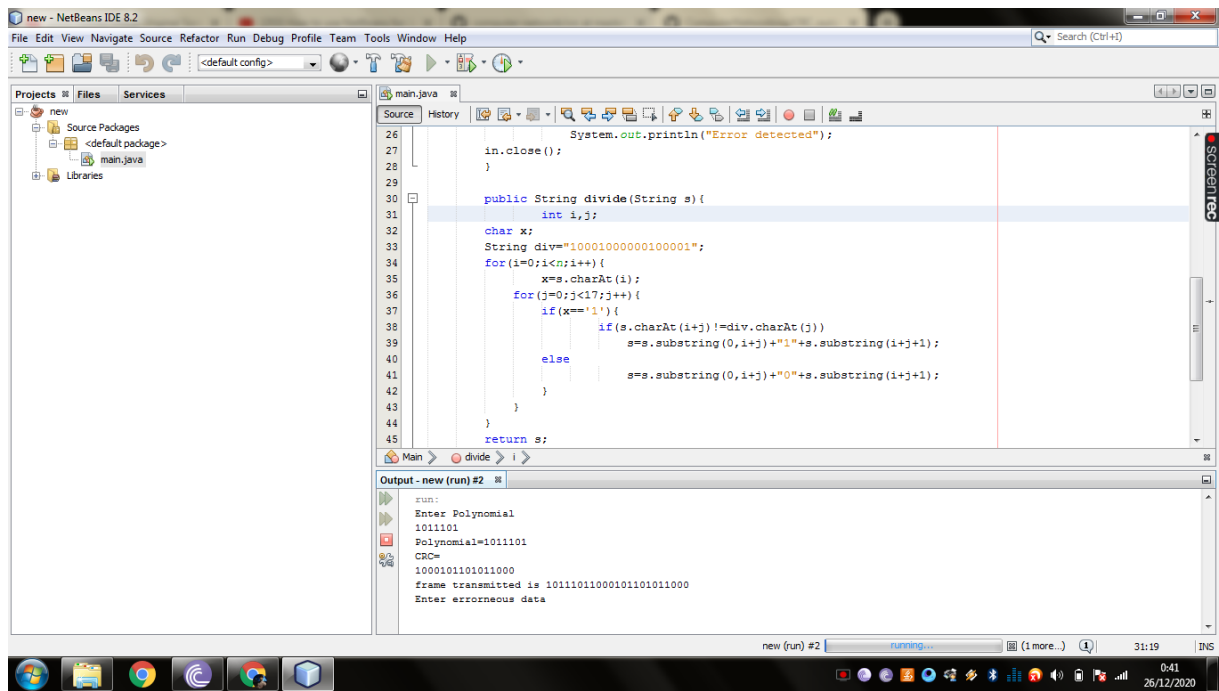 new - NetBeans IDE 8.2
File Edit View Navigate Source Refactor Run Debug Profile Team Tools Window Help
Search (Ctrl+I)
<default config>
Projects Files Services
main.java
new
Source Packages
<default package>
main.java
Libraries
Source History
26 System.out.println("Error detected");
27 in.close();
28 }
29
30 public String divide(String s){
31 int i,j;
32 char x;
33 String div="10001000000100001";
34 for(i=0;i<n;i++){
35 x=s.charAt(i);
36 for(j=0;j<17;j++){
37 if(x=='1'){
38 if(s.charAt(i+j)!=div.charAt(j))
39 s=s.substring(0,i+j)+"1"+s.substring(i+j+1);
40 else
41 s=s.substring(0,i+j)+"0"+s.substring(i+j+1);
42 }
43 }
44 }
45 return s;
Main divide i
Output - new (run) #2
run:
Enter Polynomial
1011101
Polynomial=1011101
CRC=
1000101101011000
frame transmitted is 10111011000101101011000
Enter errorneous data
new (run) #2 running... (1 more...) 1 31:19 INS
0:41
26/12/2020
screenrec